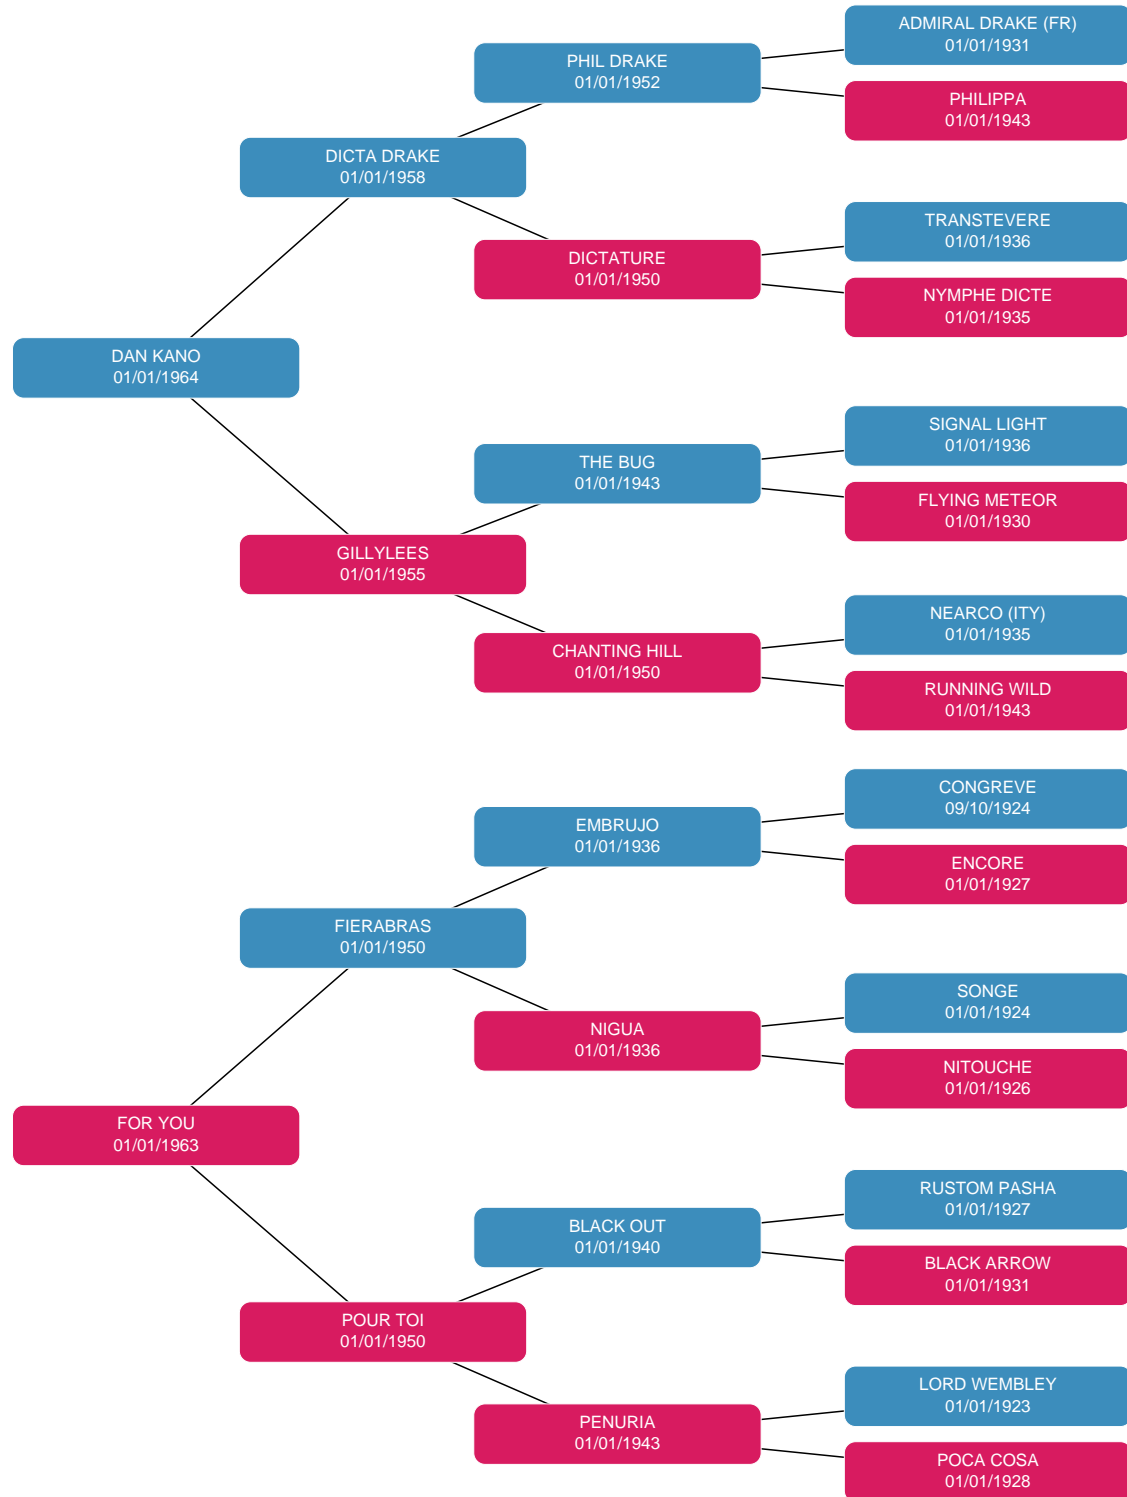 ADMIRAL DRAKE (FR)
01/01/1931
PHIL DRAKE
01/01/1952
PHILIPPA
01/01/1943
DICTA DRAKE
01/01/1958
TRANSTEVERE
01/01/1936
DICTATURE
01/01/1950
NYMPHE DICTE
01/01/1935
DAN KANO
01/01/1964
SIGNAL LIGHT
01/01/1936
THE BUG
01/01/1943
FLYING METEOR
01/01/1930
GILLYLEES
01/01/1955
NEARCO (ITY)
01/01/1935
CHANTING HILL
01/01/1950
RUNNING WILD
01/01/1943
CONGREVE
09/10/1924
EMBRUJO
01/01/1936
ENCORE
01/01/1927
FIERABRAS
01/01/1950
SONGE
01/01/1924
NIGUA
01/01/1936
NITOUCHE
01/01/1926
FOR YOU
01/01/1963
RUSTOM PASHA
01/01/1927
BLACK OUT
01/01/1940
BLACK ARROW
01/01/1931
POUR TOI
01/01/1950
LORD WEMBLEY
01/01/1923
PENURIA
01/01/1943
POCA COSA
01/01/1928